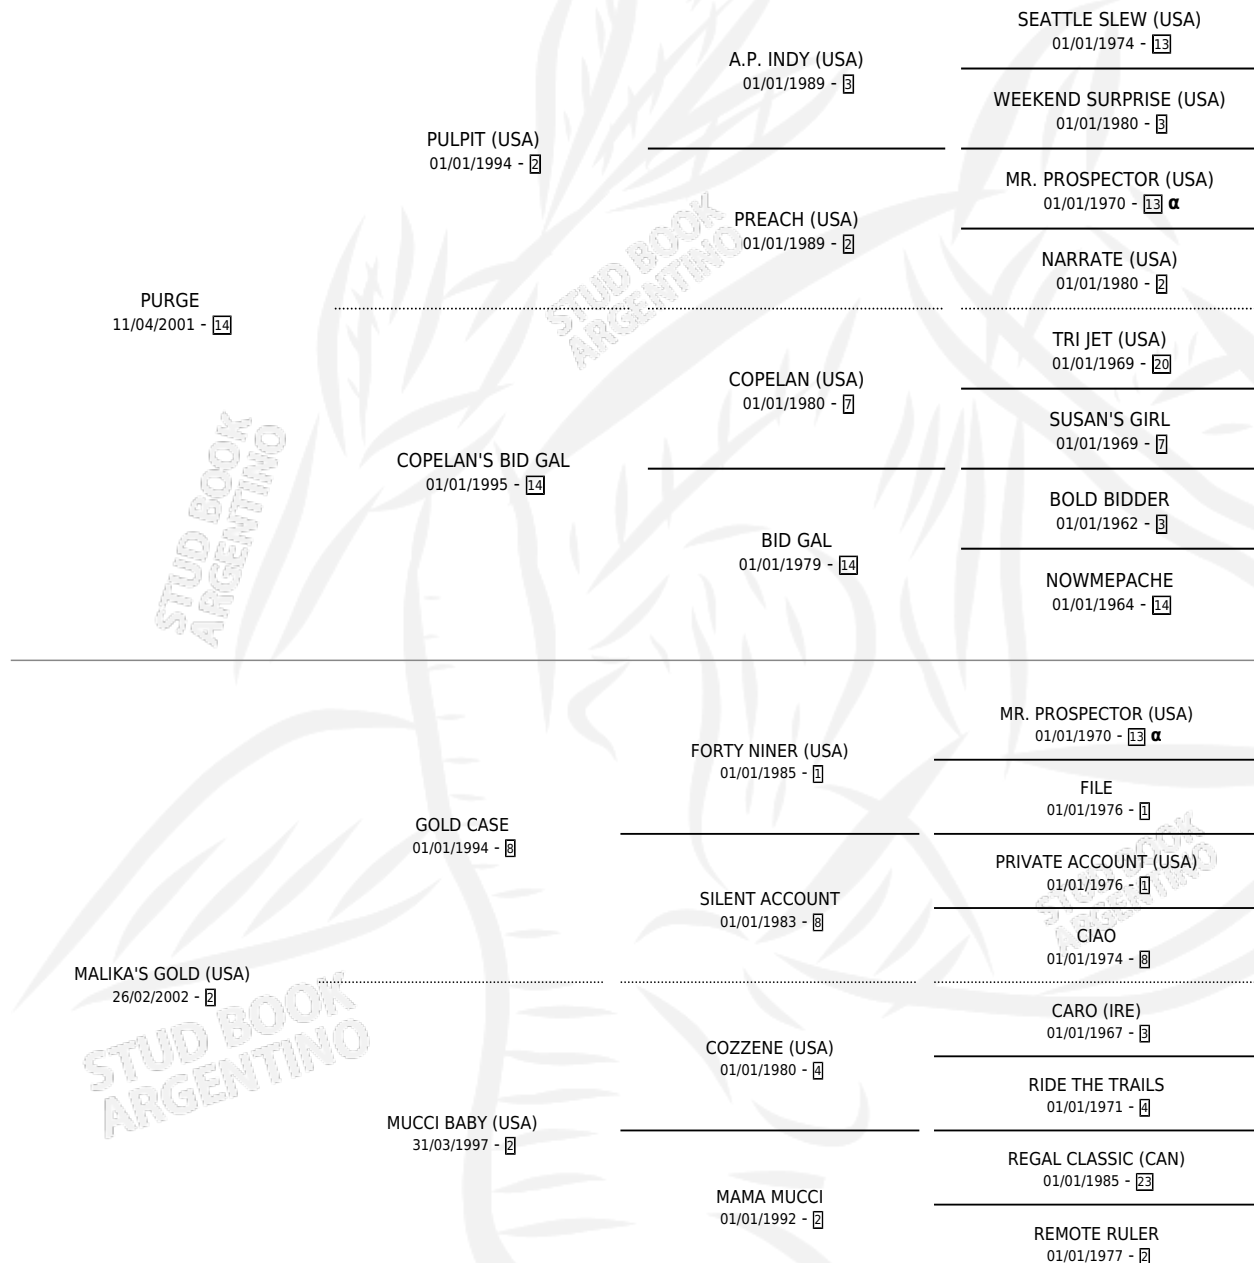 SEATTLE SLEW (USA)
01/01/1974 - 13
A.P. INDY (USA)
01/01/1989 - 3
WEEKEND SURPRISE (USA)
01/01/1980 - 3
PULPIT (USA)
01/01/1994 - 2
MR. PROSPECTOR (USA)
01/01/1970 - 13 α
PREACH (USA)
01/01/1989 - 2
NARRATE (USA)
01/01/1980 - 2
PURGE
11/04/2001 - 14
STUD BOOK
ARGENTINO
TRI JET (USA)
01/01/1969 - 20
COPELAN (USA)
01/01/1980 - 7
SUSAN'S GIRL
01/01/1969 - 7
COPELAN'S BID GAL
01/01/1995 - 14
BOLD BIDDER
01/01/1962 - 3
BID GAL
01/01/1979 - 14
NOWMEPACHE
01/01/1964 - 14
STUD BOOK
ARGENTINO
MR. PROSPECTOR (USA)
01/01/1970 - 13 α
FORTY NINER (USA)
01/01/1985 - 1
FILE
01/01/1976 - 1
GOLD CASE
01/01/1994 - 8
PRIVATE ACCOUNT (USA)
01/01/1976 - 1
SILENT ACCOUNT
01/01/1983 - 8
CIAO
01/01/1974 - 8
STUD BOOK
ARGENTINO
MALIKA'S GOLD (USA)
26/02/2002 - 2
STUD BOOK
ARGENTINO
CARO (IRE)
01/01/1967 - 3
COZZENE (USA)
01/01/1980 - 4
RIDE THE TRAILS
01/01/1971 - 4
MUCCI BABY (USA)
31/03/1997 - 2
REGAL CLASSIC (CAN)
01/01/1985 - 23
MAMA MUCCI
01/01/1992 - 2
REMOTE RULER
01/01/1977 - 2